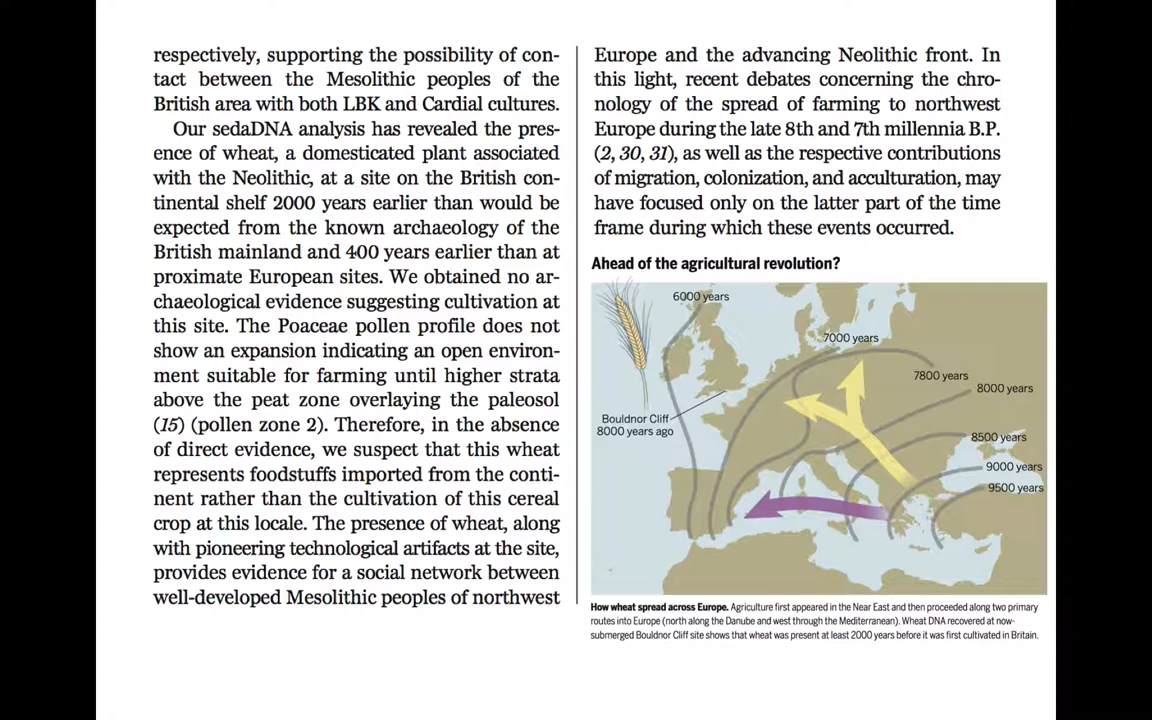 respectively, supporting the possibility of con-
tact between the Mesolithic peoples of the
British area with both LBK and Cardial cultures.
Our sedaDNA analysis has revealed the pres-
ence of wheat, a domesticated plant associated
with the Neolithic, at a site on the British con-
tinental shelf 2000 years earlier than would be
expected from the known archaeology of the
British mainland and 400 years earlier than at
proximate European sites. We obtained no ar-
chaeological evidence suggesting cultivation at
this site. The Poaceae pollen profile does not
show an expansion indicating an open environ-
ment suitable for farming until higher strata
above the peat zone overlaying the paleosol
(15) (pollen zone 2). Therefore, in the absence
of direct evidence, we suspect that this wheat
represents foodstuffs imported from the conti-
nent rather than the cultivation of this cereal
crop at this locale. The presence of wheat, along
with pioneering technological artifacts at the site,
provides evidence for a social network between
well-developed Mesolithic peoples of northwest
Europe and the advancing Neolithic front. In
this light, recent debates concerning the chro-
nology of the spread of farming to northwest
Europe during the late 8th and 7th millennia B.P.
(2, 30, 31), as well as the respective contributions
of migration, colonization, and acculturation, may
have focused only on the latter part of the time
frame during which these events occurred.
Ahead of the agricultural revolution?
6000 years
7000 years
7800 years
8000 years
Bouldnor Cliff
8000 years ago
8500 years
9000 years
9500 years
How wheat spread across Europe. Agriculture first appeared in the Near East and then proceeded along two primary
routes into Europe (north along the Danube and west through the Mediterranean). Wheat DNA recovered at now-
submerged Bouldnor Cliff site shows that wheat was present at least 2000 years before it was first cultivated in Britain.